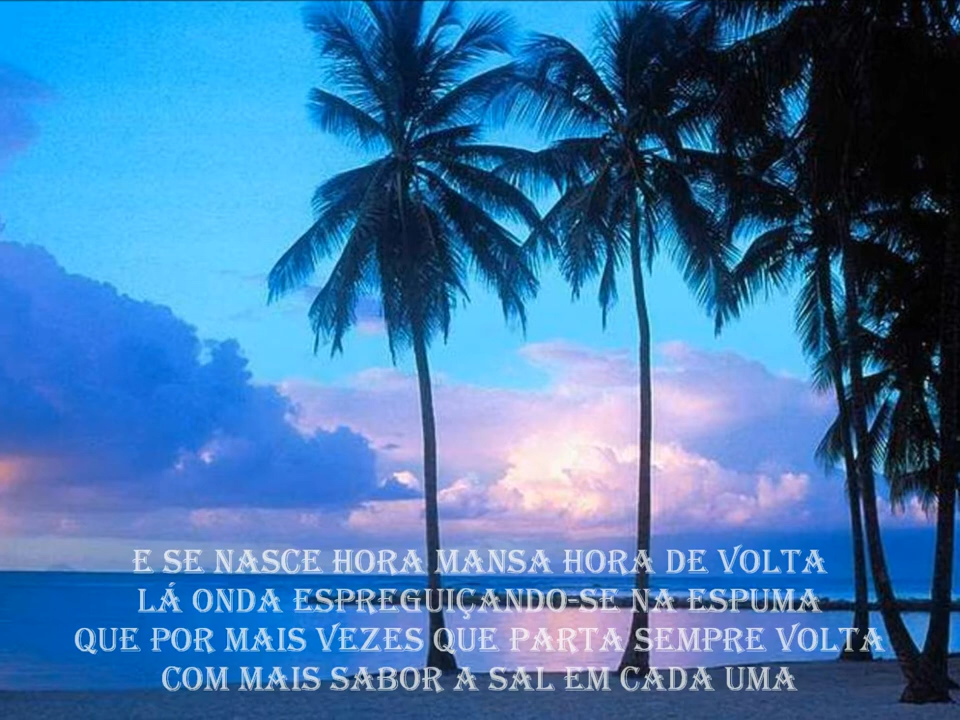 E SE NASCE HORA MANSA HORA DE VOLTA
LÁ ONDA ESPREGUIÇANDO-SE NA ESPUMA
QUE POR MAIS VEZES QUE PARTA SEMPRE VOLTA
COM MAIS SABOR A SAL EM CADA UMA